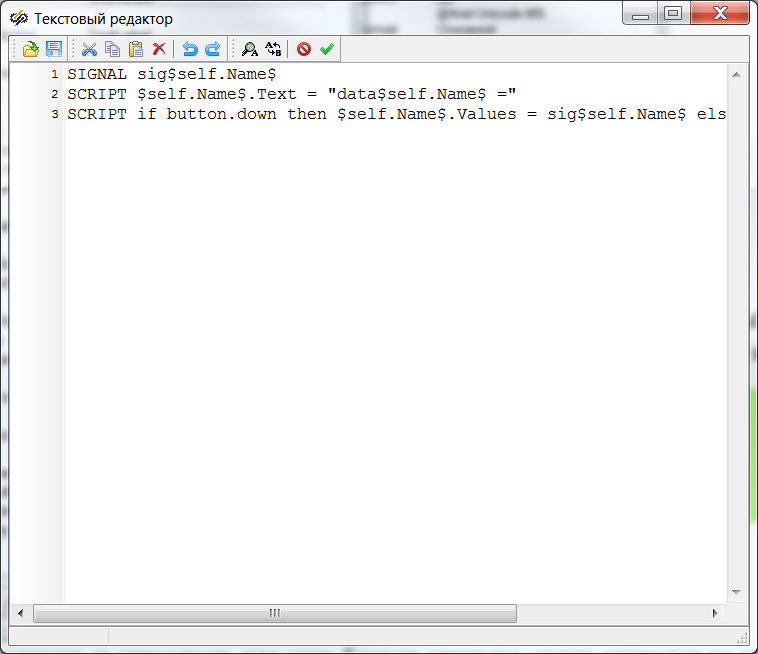 Текстовый редактор
1 SIGNAL sig$self.Name$
2 SCRIPT $self.Name$.Text = "data$self.Name$ ="
3 SCRIPT if button.down then $self.Name$.Values = sig$self.Name$ els